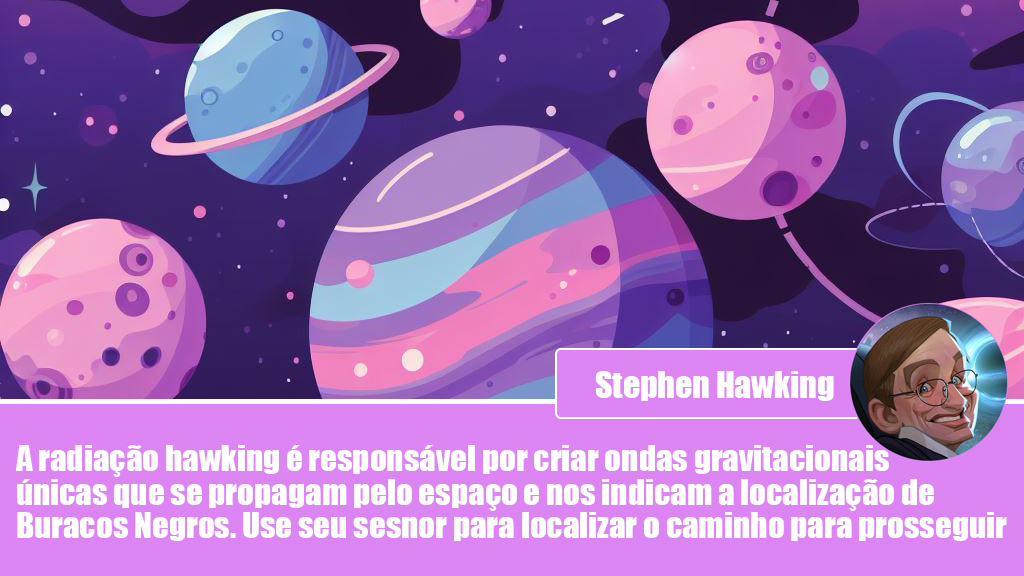 Stephen Hawking
A radiação hawking é responsável por criar ondas gravitacionais
únicas que se propagam pelo espaço e nos indicam a localização de
Buracos Negros. Use seu sesnor para localizar o caminho para prosseguir